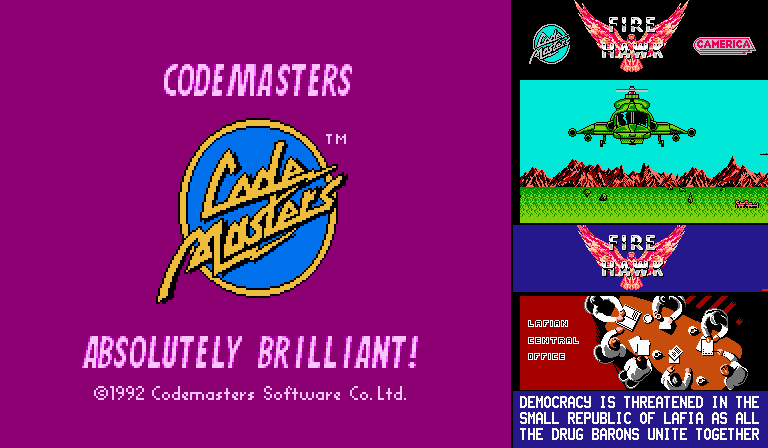 CODEMASTERS
TM
Code
Masters
ABSOLUTELY BRILLIANT!
©1992 Codemasters Software Co. Ltd.
Code
Masters
FIRE
HAWK
CAMERICA
FIRE
HAWK
LAFIAN
CENTRAL
OFFICE
DEMOCRACY IS THREATENED IN THE
SMALL REPUBLIC OF LAFIA AS ALL
THE DRUG BARONS UNITE TOGETHER